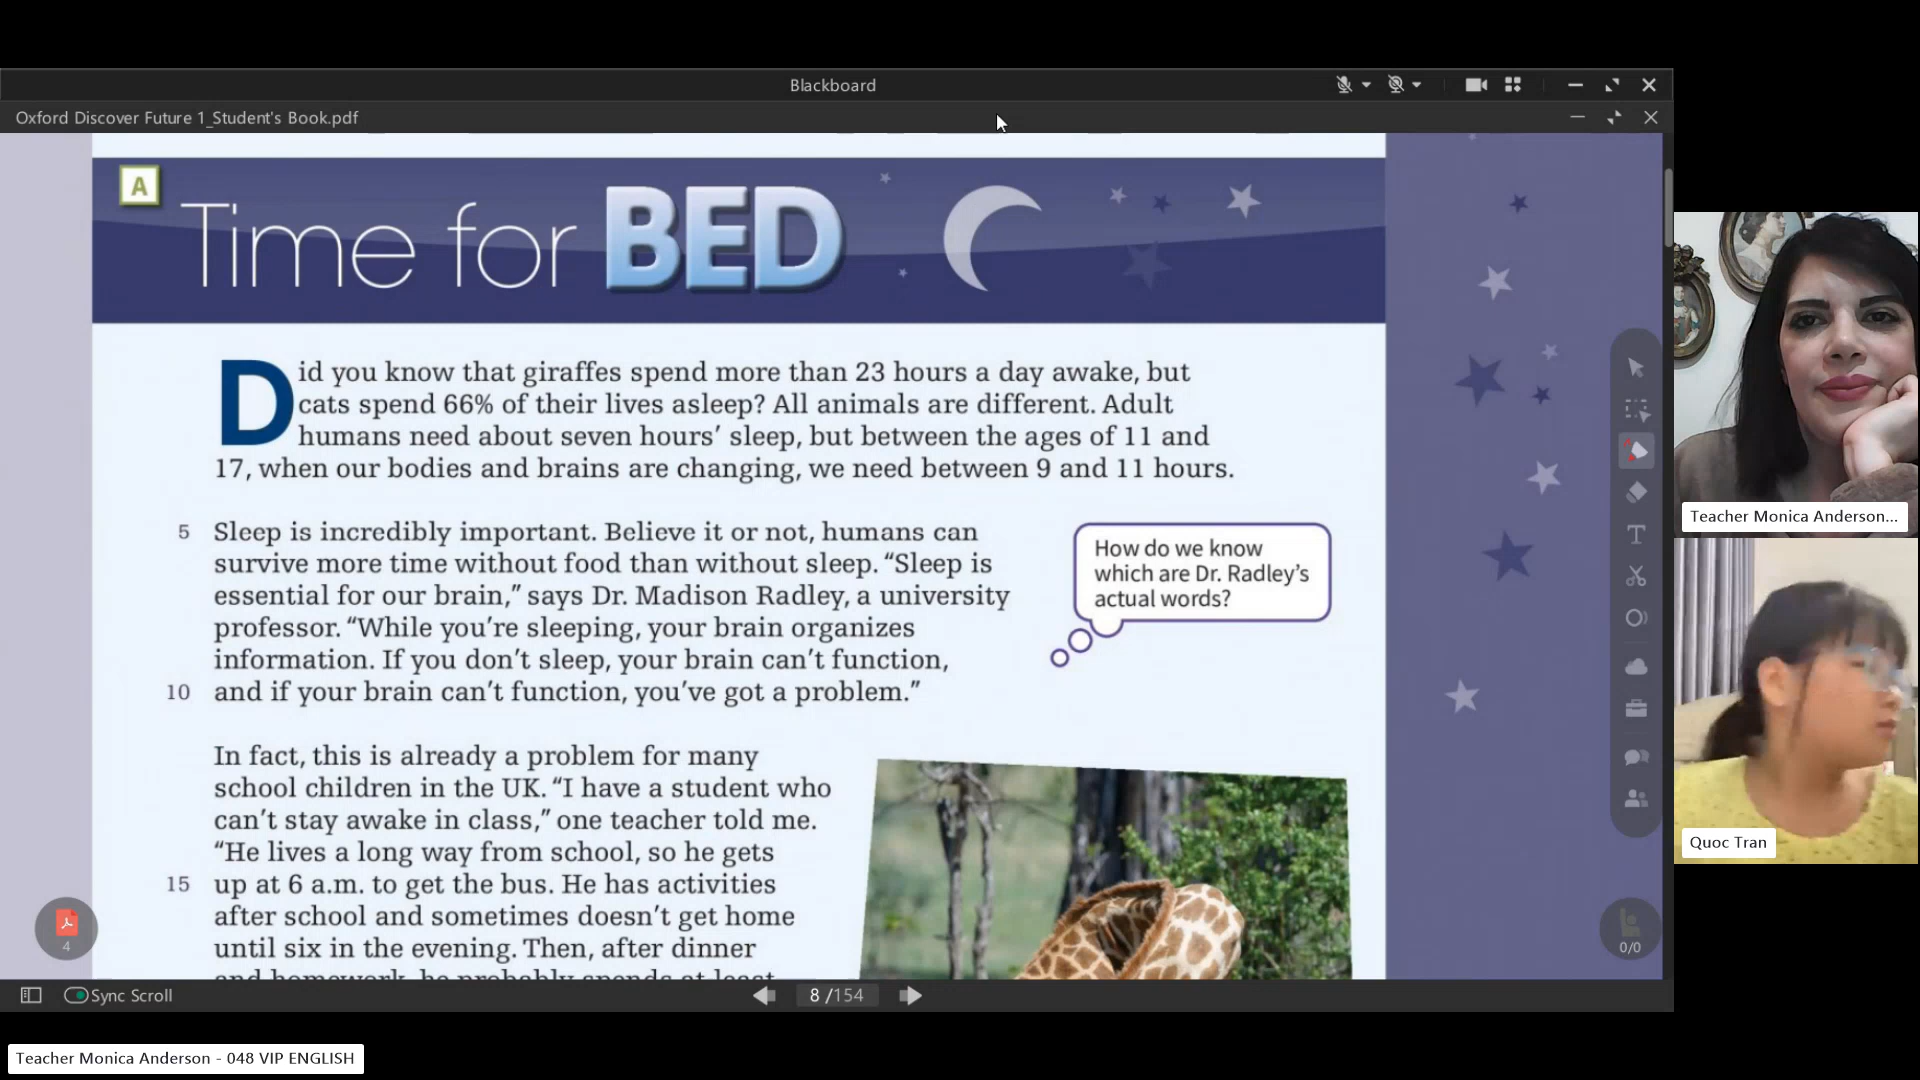 Blackboard
Oxford Discover Future 1_Student's Book.pdf
A
Time for BED
Did you know that giraffes spend more than 23 hours a day awake, but
cats spend 66% of their lives asleep? All animals are different. Adult
humans need about seven hours' sleep, but between the ages of 11 and
17, when our bodies and brains are changing, we need between 9 and 11 hours.
5 Sleep is incredibly important. Believe it or not, humans can
survive more time without food than without sleep. “Sleep is
essential for our brain,” says Dr. Madison Radley, a university
professor. “While you're sleeping, your brain organizes
information. If you don't sleep, your brain can't function,
10 and if your brain can't function, you've got a problem.”
How do we know
which are Dr. Radley's
actual words?
In fact, this is already a problem for many
school children in the UK. “I have a student who
can't stay awake in class,” one teacher told me.
“He lives a long way from school, so he gets
15 up at 6 a.m. to get the bus. He has activities
after school and sometimes doesn't get home
until six in the evening. Then, after dinner
and homework, he probably spends at least
4
0/0
Sync Scroll
8 /154
Teacher Monica Anderson...
Quoc Tran
Teacher Monica Anderson - 048 VIP ENGLISH